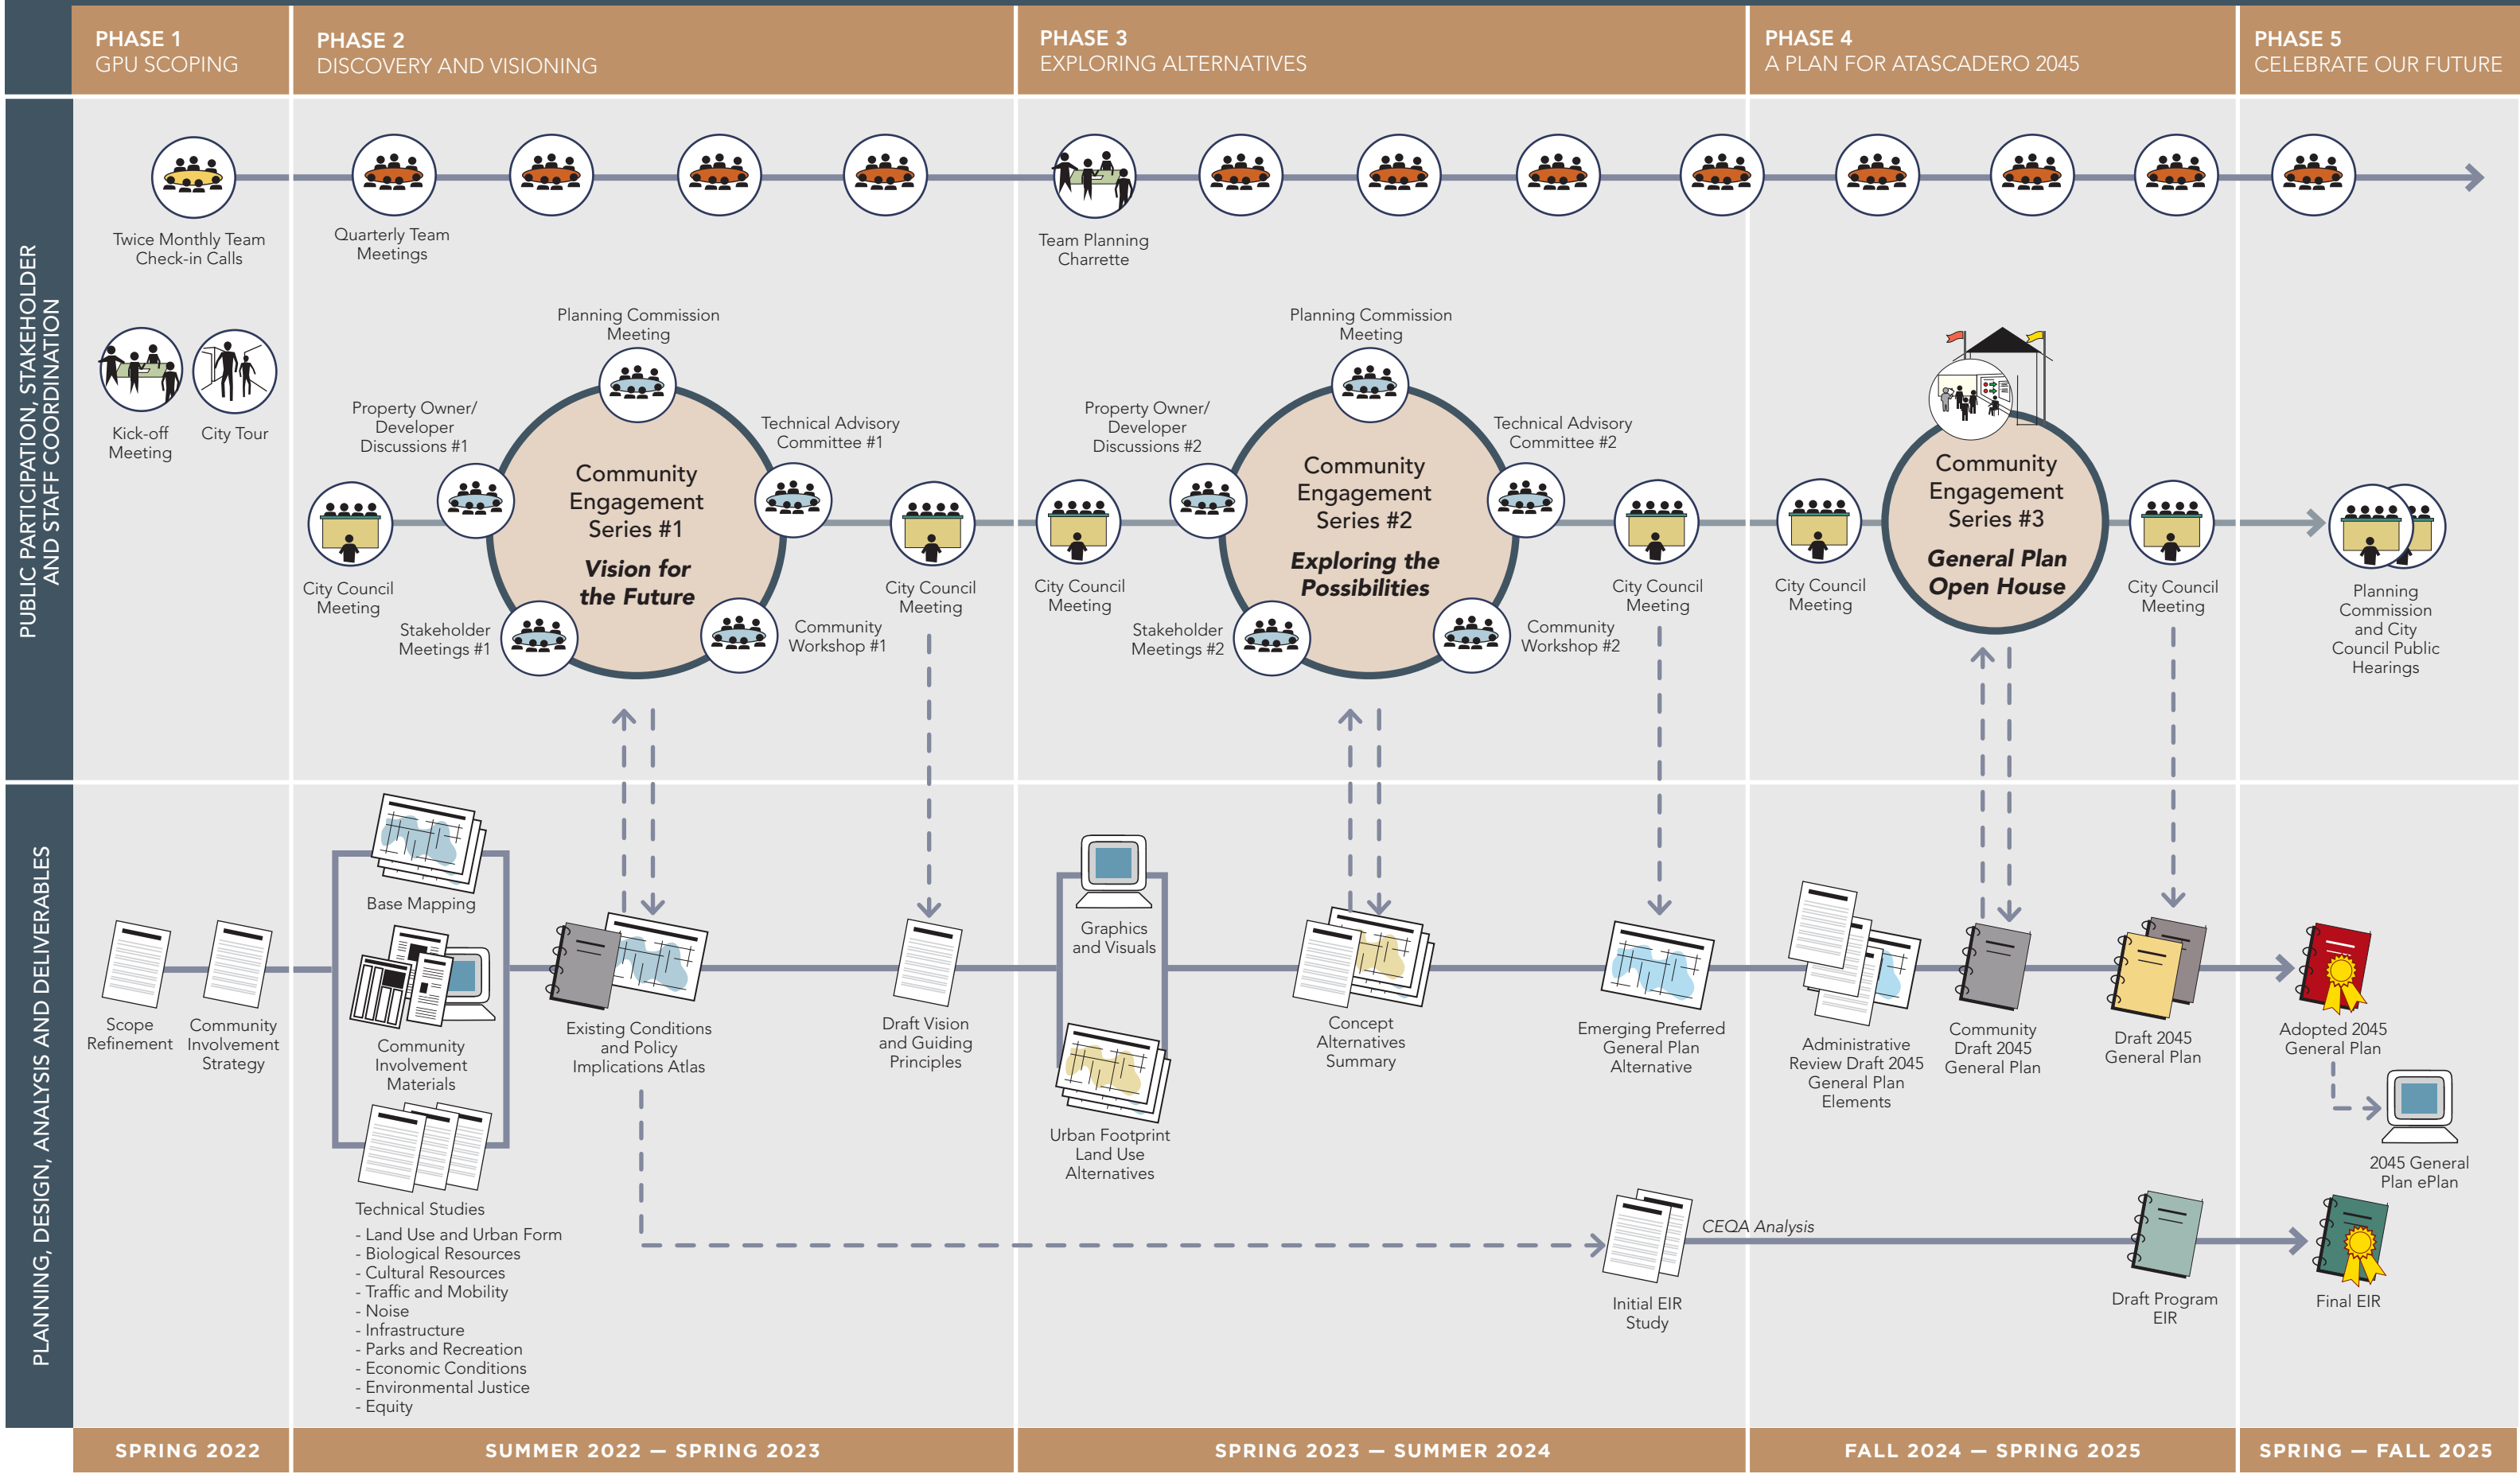 PHASE 1
GPU SCOPING
PHASE 2
DISCOVERY AND VISIONING
PHASE 3
EXPLORING ALTERNATIVES
PHASE 4
A PLAN FOR ATASCADERO 2045
PHASE 5
CELEBRATE OUR FUTURE
PUBLIC PARTICIPATION, STAKEHOLDER
AND STAFF COORDINATION
Twice Monthly Team
Check-in Calls
Quarterly Team
Meetings
Team Planning
Charrette
Kick-off
Meeting
City Tour
City Council
Meeting
Property Owner/
Developer
Discussions #1
Planning Commission
Meeting
Technical Advisory
Committee #1
Stakeholder
Meetings #1
Community
Workshop #1
Community
Engagement
Series #1
Vision for
the Future
City Council
Meeting
City Council
Meeting
Property Owner/
Developer
Discussions #2
Planning Commission
Meeting
Technical Advisory
Committee #2
Stakeholder
Meetings #2
Community
Workshop #2
Community
Engagement
Series #2
Exploring the
Possibilities
City Council
Meeting
City Council
Meeting
Community
Engagement
Series #3
General Plan
Open House
City Council
Meeting
Planning
Commission
and City
Council Public
Hearings
PLANNING, DESIGN, ANALYSIS AND DELIVERABLES
Scope
Refinement
Community
Involvement
Strategy
Base Mapping
Community
Involvement
Materials
Technical Studies
- Land Use and Urban Form
- Biological Resources
- Cultural Resources
- Traffic and Mobility
- Noise
- Infrastructure
- Parks and Recreation
- Economic Conditions
- Environmental Justice
- Equity
Existing Conditions
and Policy
Implications Atlas
Draft Vision
and Guiding
Principles
Graphics
and Visuals
Urban Footprint
Land Use
Alternatives
Concept
Alternatives
Summary
Emerging Preferred
General Plan
Alternative
Initial EIR
Study
CEQA Analysis
Administrative
Review Draft 2045
General Plan
Elements
Community
Draft 2045
General Plan
Draft 2045
General Plan
Draft Program
EIR
Adopted 2045
General Plan
2045 General
Plan ePlan
Final EIR
SPRING 2022
SUMMER 2022 — SPRING 2023
SPRING 2023 — SUMMER 2024
FALL 2024 — SPRING 2025
SPRING — FALL 2025